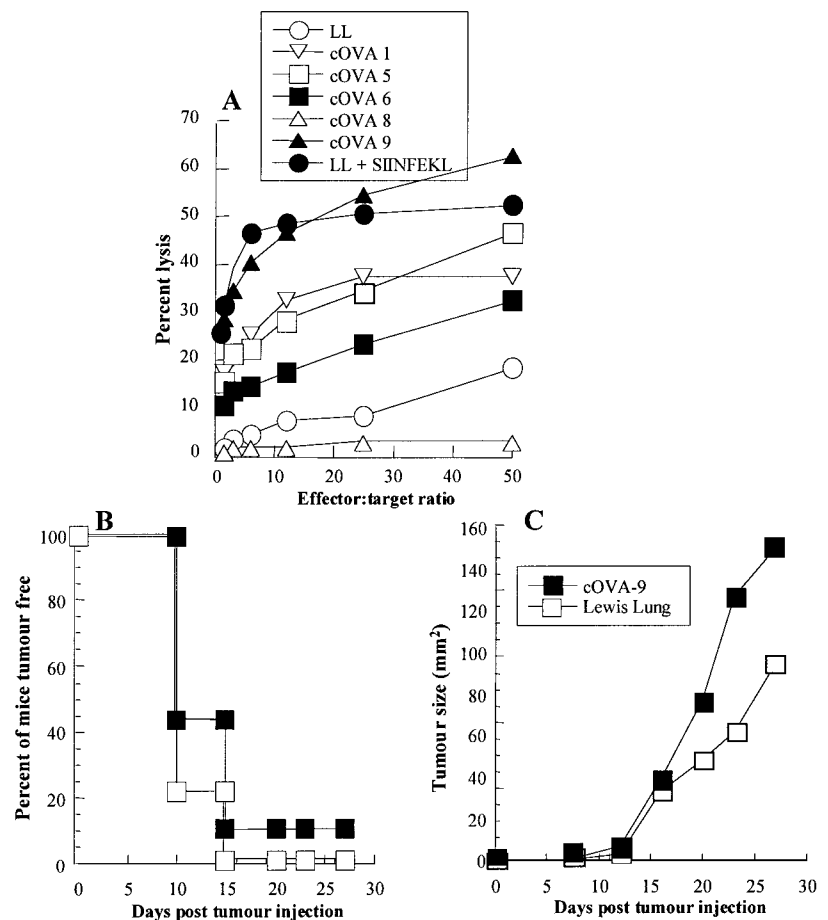 LL
cOVA 1
cOVA 5
cOVA 6
cOVA 8
cOVA 9
LL + SIINFEKL
A
70
60
50
40
30
20
10
0
Percent lysis
0 10 20 30 40 50
Effector:target ratio
B
100
80
60
40
20
0
Percent of mice tumour free
0 5 10 15 20 25 30
Days post tumour injection
C
160
140
120
100
80
60
40
20
0
Tumour size (mm²)
cOVA-9
Lewis Lung
0 5 10 15 20 25 30
Days post tumour injection